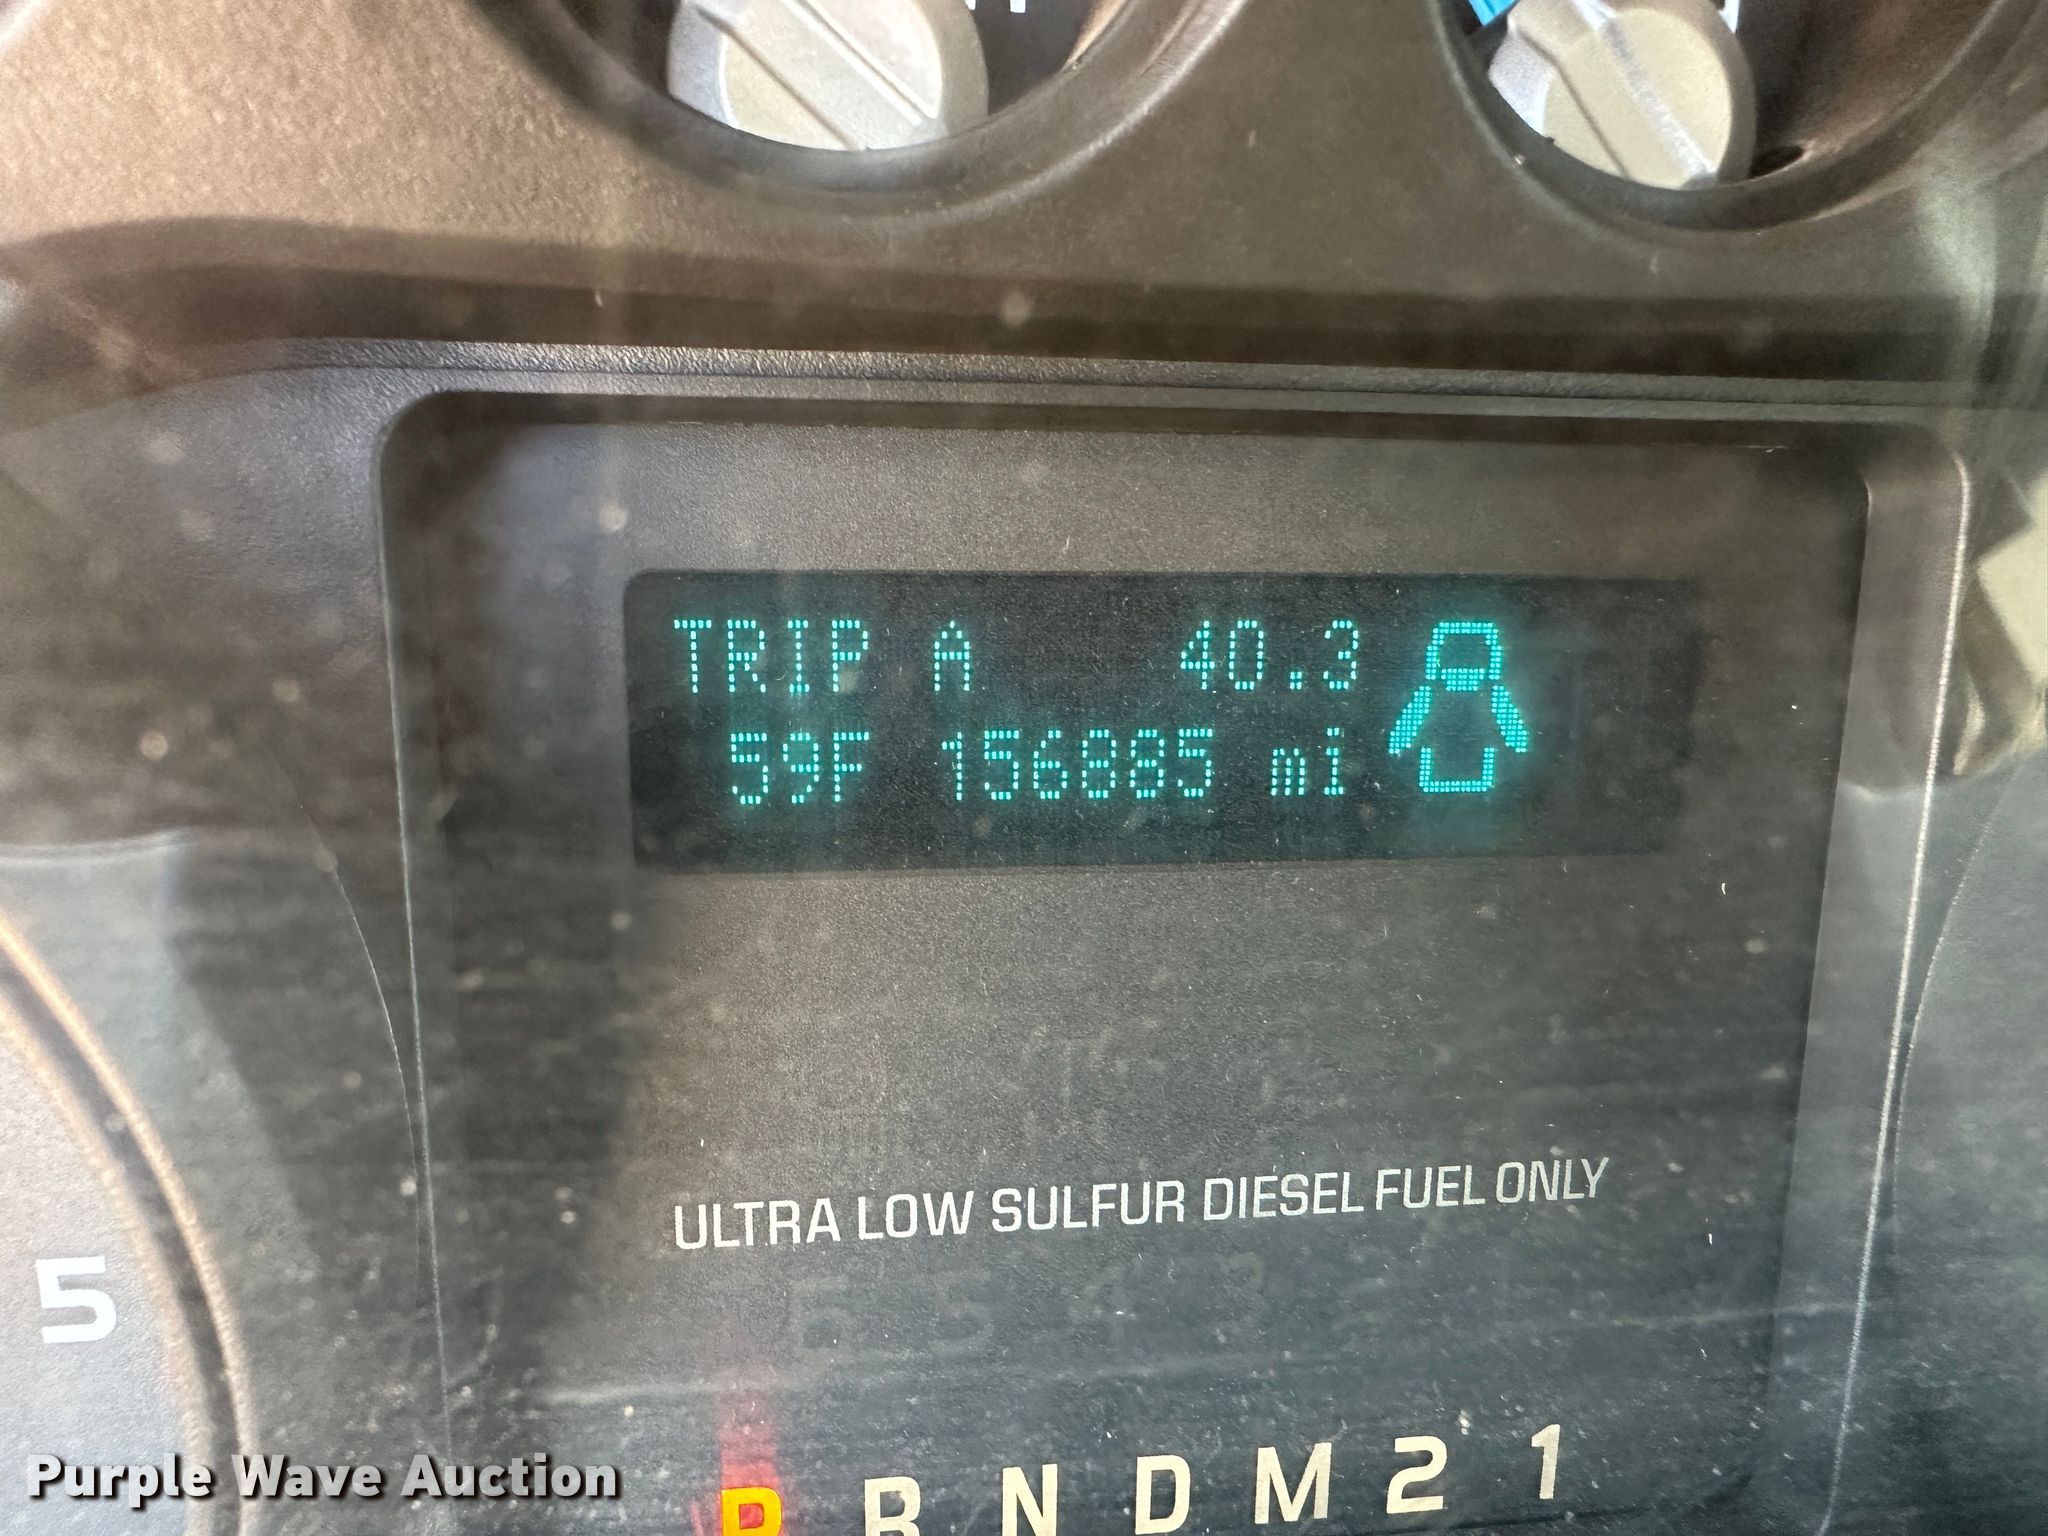 TRIP A 40.3
59F 156885 mi
ULTRA LOW SULFUR DIESEL FUEL ONLY
5
P R N D M 2 1
Purple Wave Auction